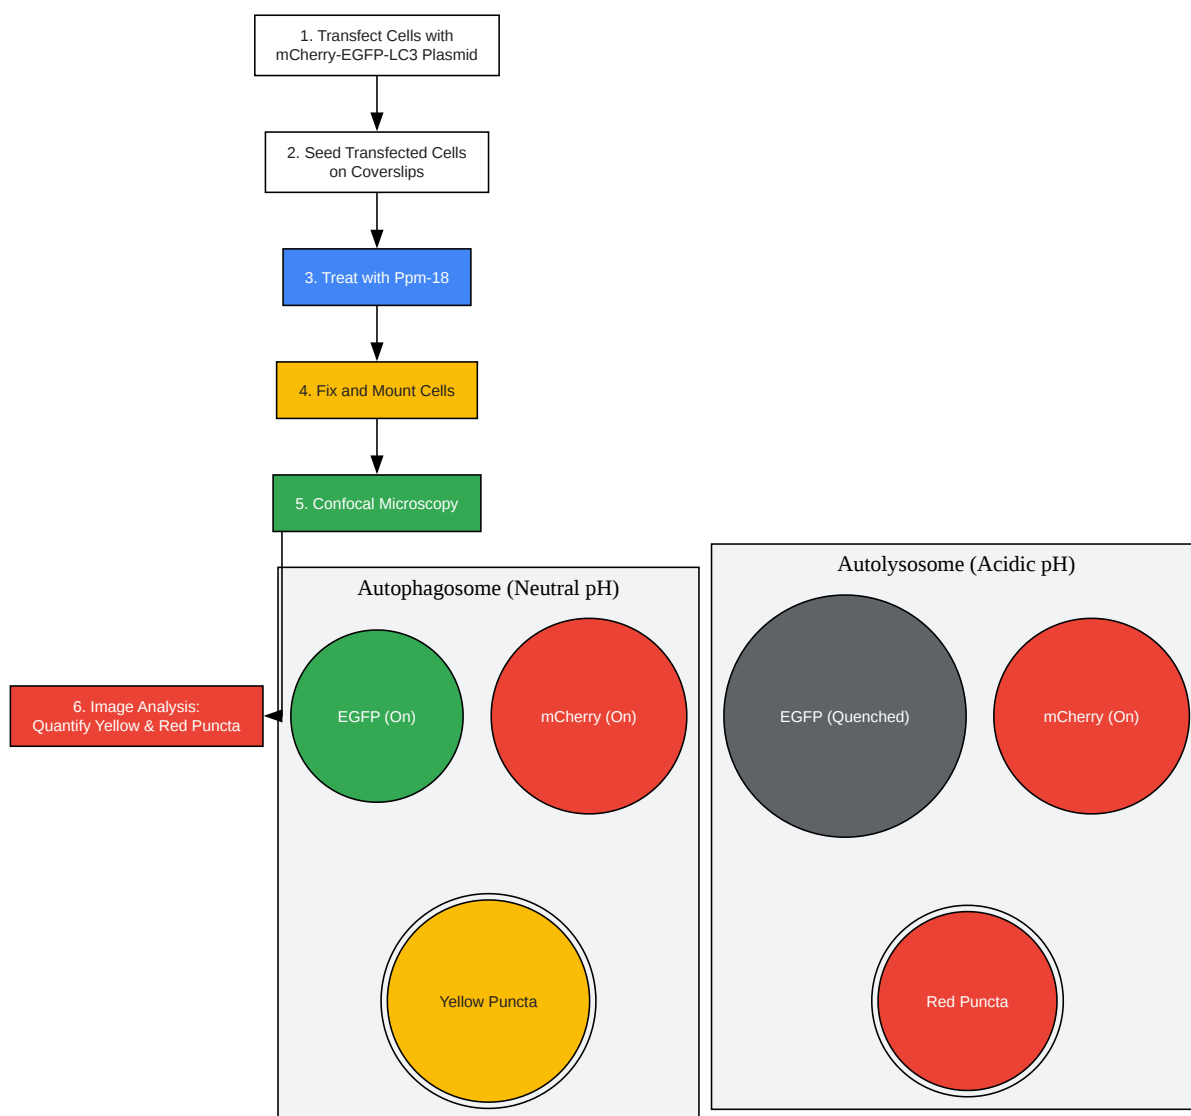 1. Transfect Cells with
mCherry-EGFP-LC3 Plasmid
2. Seed Transfected Cells
on Coverslips
3. Treat with Ppm-18
4. Fix and Mount Cells
5. Confocal Microscopy
6. Image Analysis:
Quantify Yellow & Red Puncta
Autophagosome (Neutral pH)
EGFP (On)
mCherry (On)
Yellow Puncta
Autolysosome (Acidic pH)
EGFP (Quenched)
mCherry (On)
Red Puncta